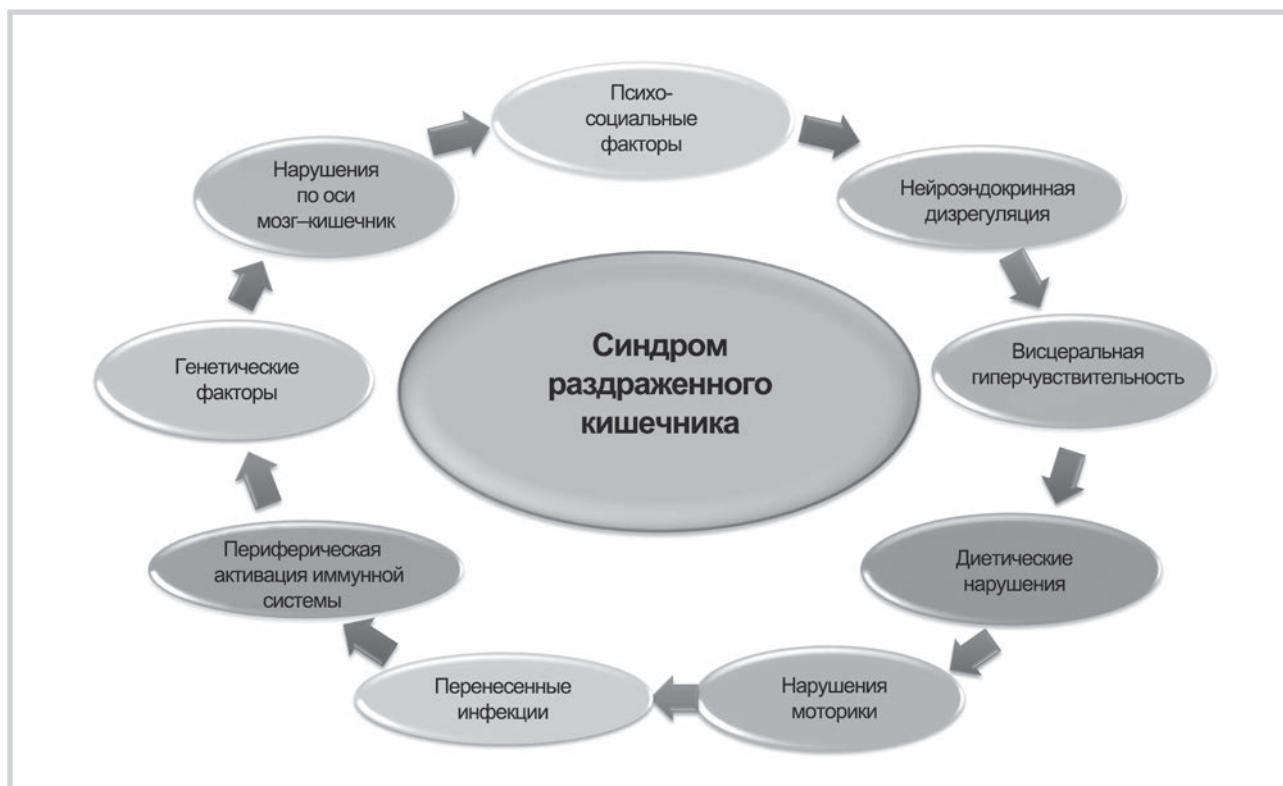 Психо-
социальные
факторы
Нейроэндокринная
дизрегуляция
Висцеральная
гиперчувствительность
Диетические
нарушения
Нарушения
моторики
Перенесенные
инфекции
Периферическая
активация иммунной
системы
Генетические
факторы
Нарушения
по оси
мозг–кишечник
Синдром
раздраженного
кишечника